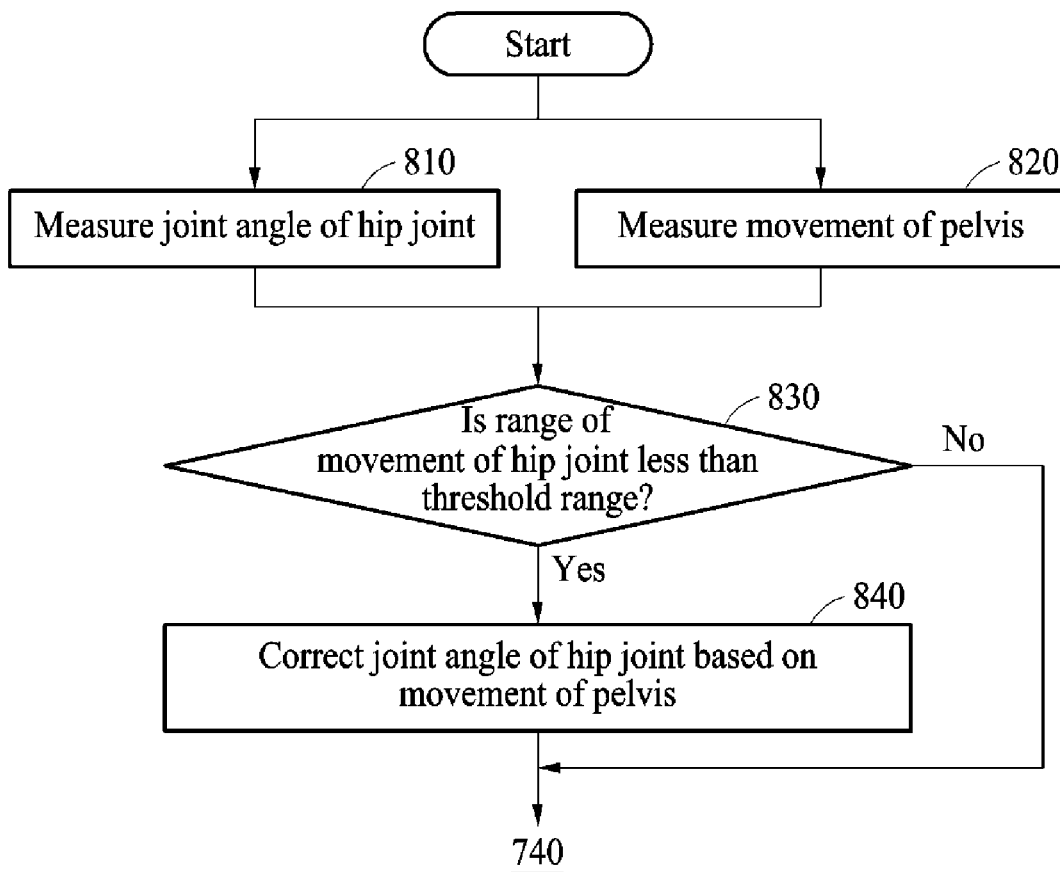 Start
810
820
Measure joint angle of hip joint
Measure movement of pelvis
830
Is range of
movement of hip joint less than
threshold range?
No
Yes
840
Correct joint angle of hip joint based on
movement of pelvis
740